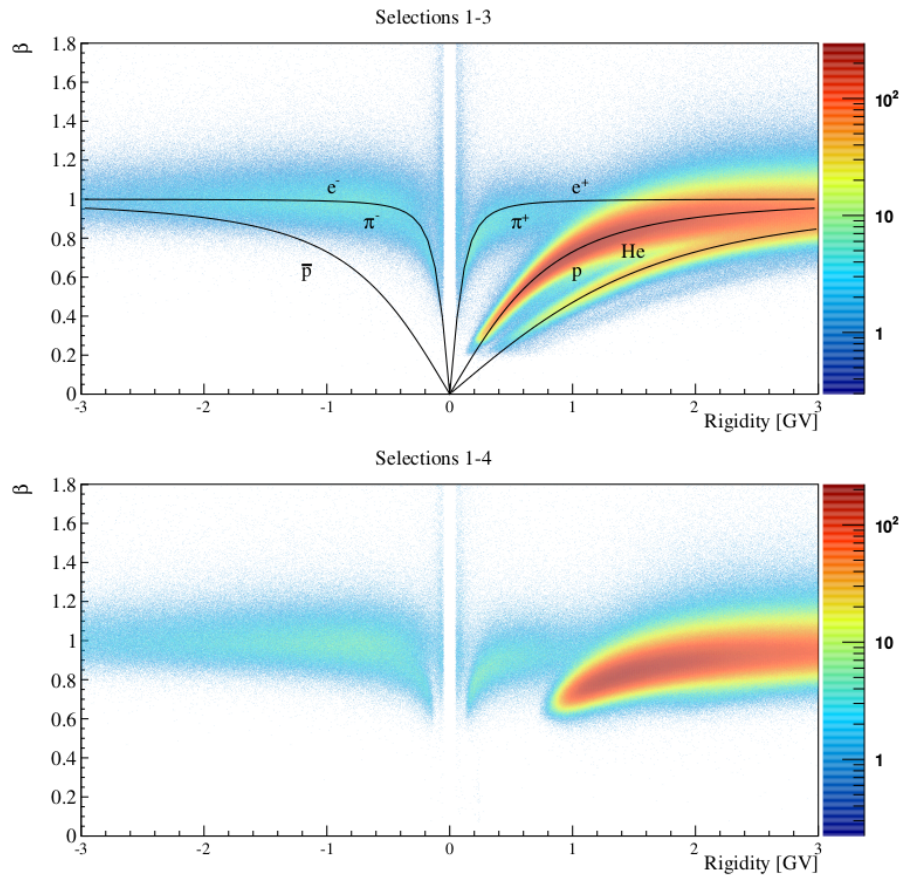 Selections 1-3
β
1.8
1.6
1.4
1.2
1
0.8
0.6
0.4
0.2
0
e⁻
e⁺
π⁻
π⁺
p̅
He
p
10²
10
1
-3 -2 -1 0 1 2 3
Rigidity [GV]
Selections 1-4
β
1.8
1.6
1.4
1.2
1
0.8
0.6
0.4
0.2
0
10²
10
1
-3 -2 -1 0 1 2 3
Rigidity [GV]